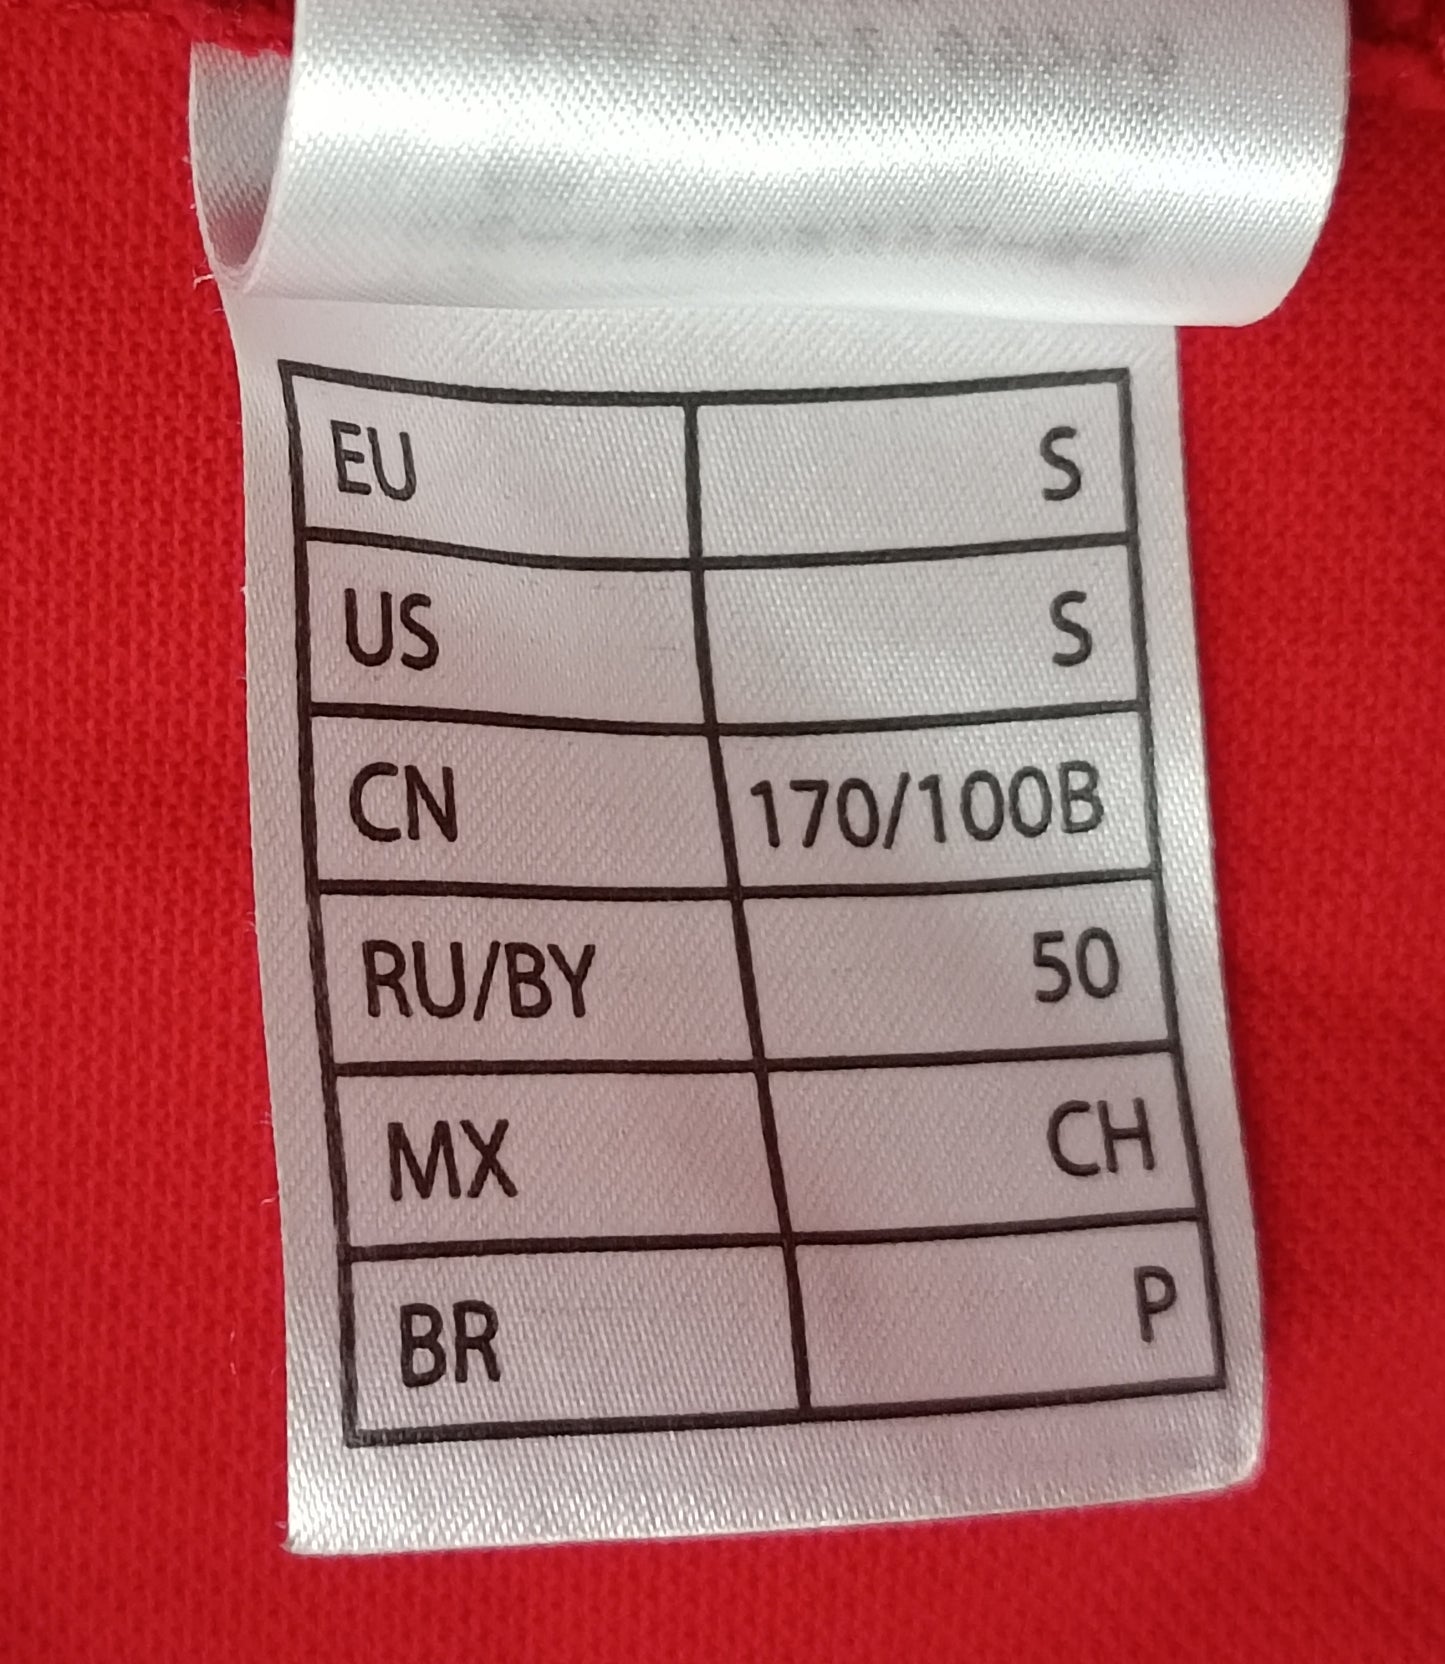 EU S
US S
CN 170/100B
RU/BY 50
MX CH
BR P